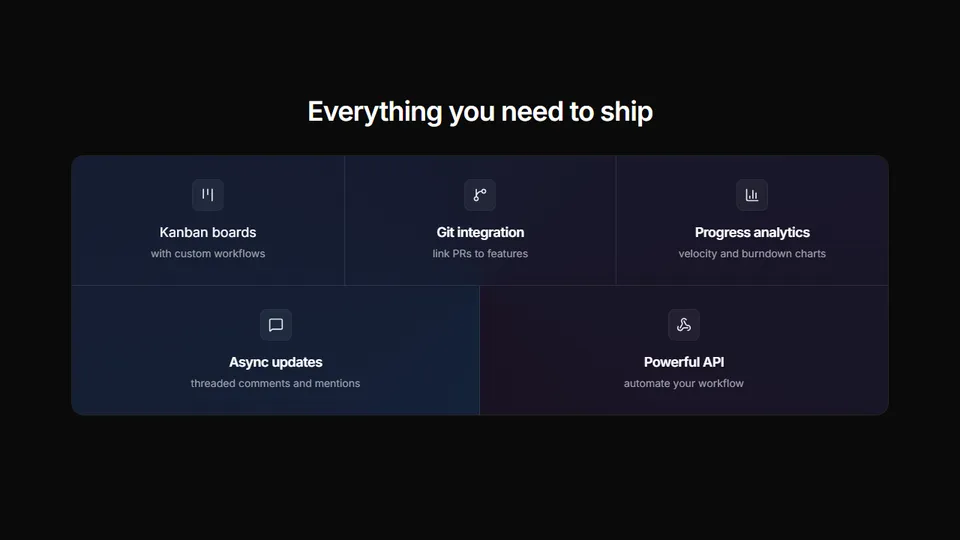 Everything you need to ship
Kanban boards
with custom workflows
Git integration
link PRs to features
Progress analytics
velocity and burndown charts
Async updates
threaded comments and mentions
Powerful API
automate your workflow